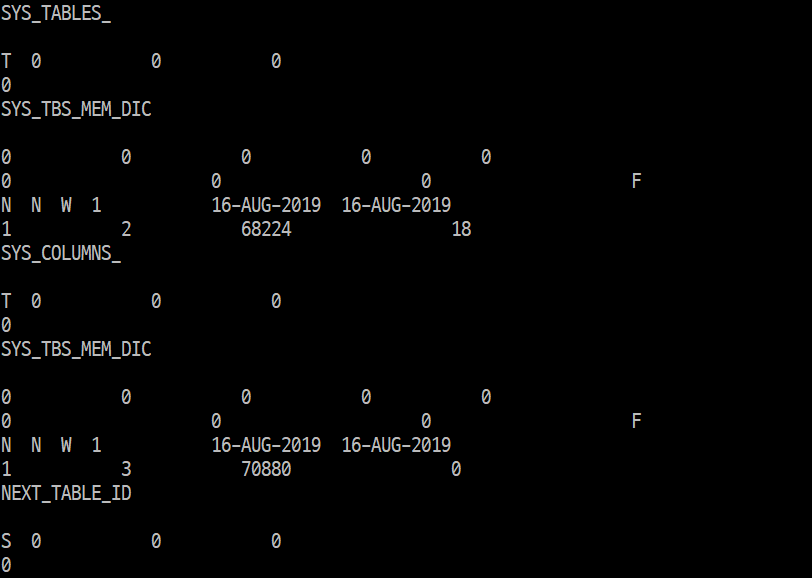 SYS_TABLES_
T  0           0           0
0
SYS_TBS_MEM_DIC
0           0           0           0           0
0                    0                    0                    F
N  N  W  1           16-AUG-2019  16-AUG-2019
1           2           68224                18
SYS_COLUMNS_
T  0           0           0
0
SYS_TBS_MEM_DIC
0           0           0           0           0
0                    0                    0                    F
N  N  W  1           16-AUG-2019  16-AUG-2019
1           3           70880                0
NEXT_TABLE_ID
S  0           0           0
0